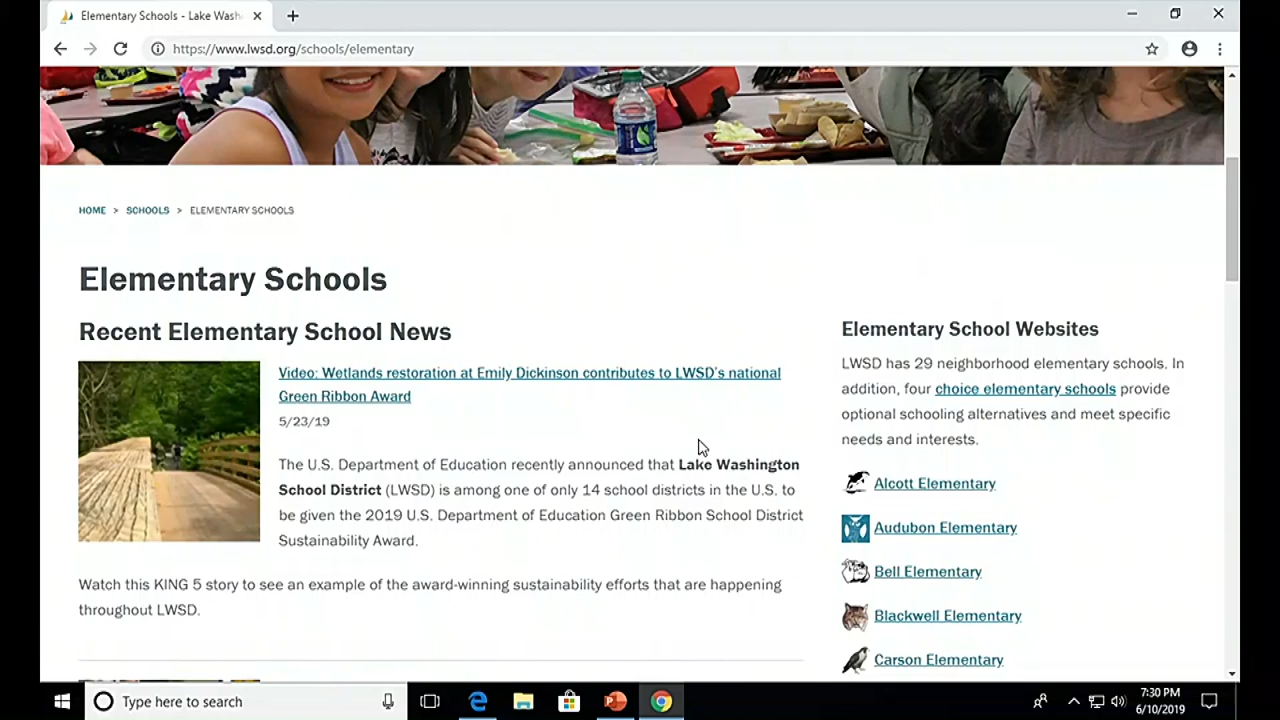 Elementary Schools - Lake Wash
https://www.lwsd.org/schools/elementary
HOME > SCHOOLS > ELEMENTARY SCHOOLS
Elementary Schools
Recent Elementary School News
Video: Wetlands restoration at Emily Dickinson contributes to LWSD's national
Green Ribbon Award
5/23/19
The U.S. Department of Education recently announced that Lake Washington
School District (LWSD) is among one of only 14 school districts in the U.S. to
be given the 2019 U.S. Department of Education Green Ribbon School District
Sustainability Award.
Watch this KING 5 story to see an example of the award-winning sustainability efforts that are happening
throughout LWSD.
Elementary School Websites
LWSD has 29 neighborhood elementary schools. In
addition, four choice elementary schools provide
optional schooling alternatives and meet specific
needs and interests.
Alcott Elementary
Audubon Elementary
Bell Elementary
Blackwell Elementary
Carson Elementary
Type here to search
7:30 PM
6/10/2019